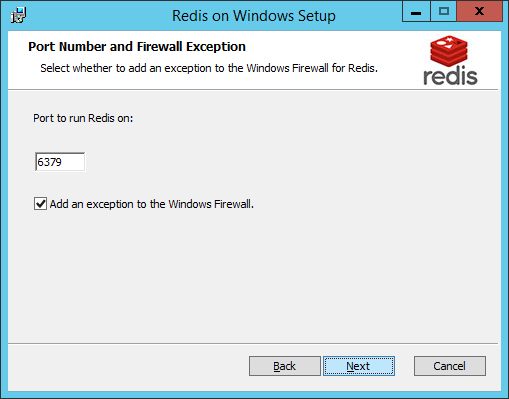 Redis on Windows Setup
Port Number and Firewall Exception
Select whether to add an exception to the Windows Firewall for Redis.
redis
Port to run Redis on:
6379
Add an exception to the Windows Firewall.
Back Next Cancel